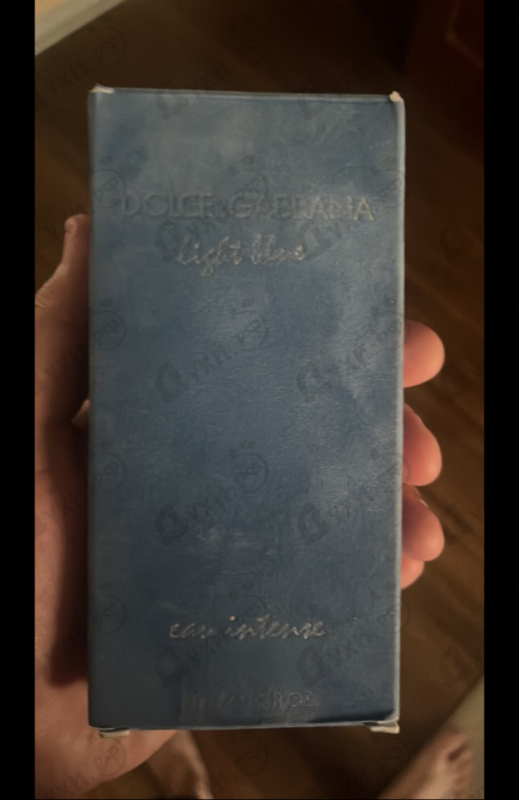 DOLCE & GABBANA
light blue
eau intense